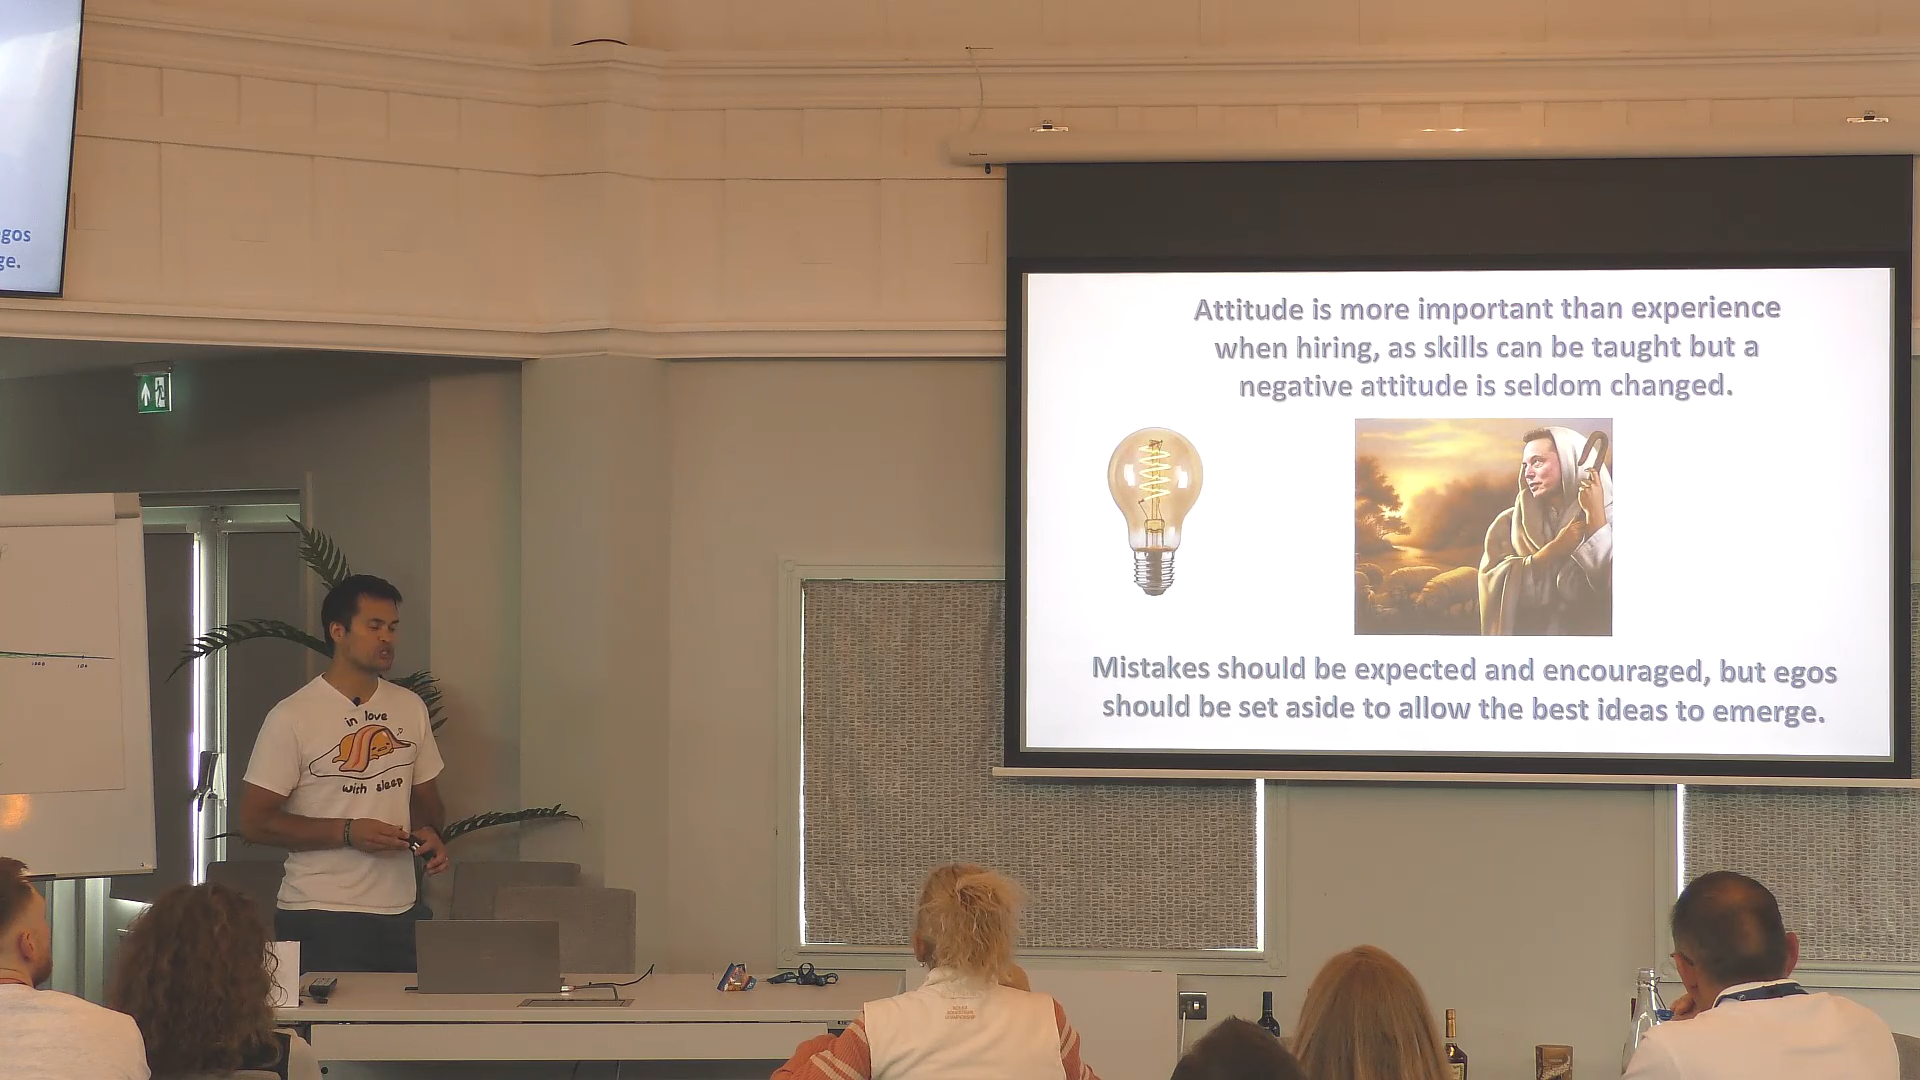 egos
ge.
Attitude is more important than experience
when hiring, as skills can be taught but a
negative attitude is seldom changed.
Mistakes should be expected and encouraged, but egos
should be set aside to allow the best ideas to emerge.
in love
with sleep